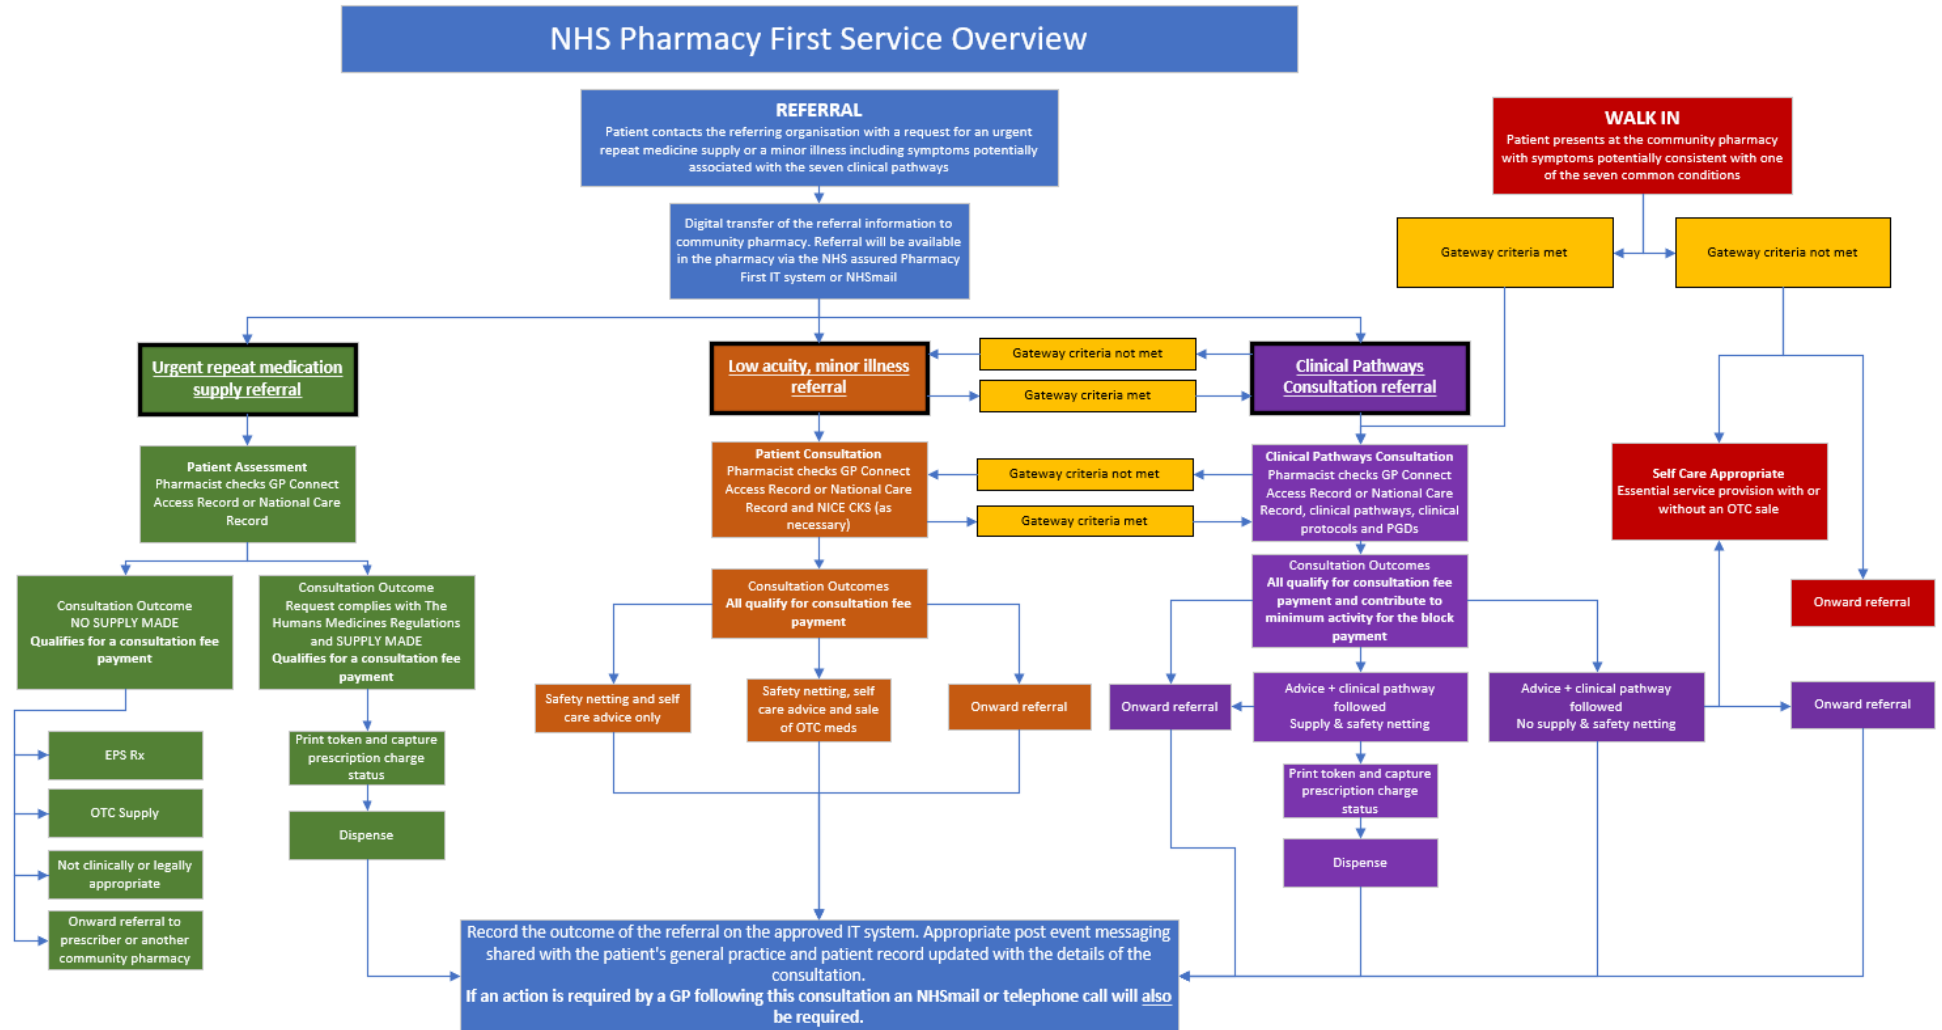 NHS Pharmacy First Service Overview
REFERRAL
Patient contacts the referring organisation with a request for an urgent
repeat medicine supply or a minor illness including symptoms potentially
associated with the seven clinical pathways
WALK IN
Patient presents at the community pharmacy
with symptoms potentially consistent with one
of the seven common conditions
Digital transfer of the referral information to
community pharmacy. Referral will be available
in the pharmacy via the NHS assured Pharmacy
First IT system or NHSmail
Gateway criteria met
Gateway criteria not met
Urgent repeat medication
supply referral
Low acuity, minor illness
referral
Gateway criteria not met
Gateway criteria met
Clinical Pathways
Consultation referral
Patient Assessment
Pharmacist checks GP Connect
Access Record or National Care
Record
Patient Consultation
Pharmacist checks GP Connect
Access Record or National Care
Record and NICE CKS (as
necessary)
Gateway criteria not met
Gateway criteria met
Clinical Pathways Consultation
Pharmacist checks GP Connect
Access Record or National Care
Record, clinical pathways, clinical
protocols and PGDs
Self Care Appropriate
Essential service provision with or
without an OTC sale
Consultation Outcome
NO SUPPLY MADE
Qualifies for a consultation fee
payment
Consultation Outcome
Request complies with The
Humans Medicines Regulations
and SUPPLY MADE
Qualifies for a consultation fee
payment
Consultation Outcomes
All qualify for consultation fee
payment
Consultation Outcomes
All qualify for consultation fee
payment and contribute to
minimum activity for the block
payment
Onward referral
Safety netting and self
care advice only
Safety netting, self
care advice and sale
of OTC meds
Onward referral
Onward referral
Advice + clinical pathway
followed
Supply & safety netting
Advice + clinical pathway
followed
No supply & safety netting
Onward referral
EPS Rx
OTC Supply
Not clinically or legally
appropriate
Onward referral to
prescriber or another
community pharmacy
Print token and capture
prescription charge
status
Dispense
Print token and capture
prescription charge
status
Dispense
Record the outcome of the referral on the approved IT system. Appropriate post event messaging
shared with the patient's general practice and patient record updated with the details of the
consultation.
If an action is required by a GP following this consultation an NHSmail or telephone call will also
be required.